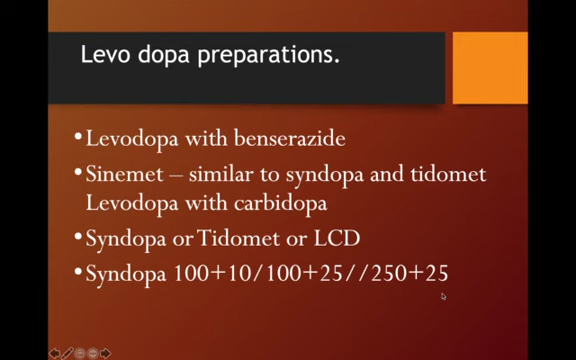 Levo dopa preparations.
•Levodopa with benserazide
•Sinemet – similar to syndopa and tidomet
Levodopa with carbidopa
•Syndopa or Tidomet or LCD
•Syndopa 100+10/100+25//250+25